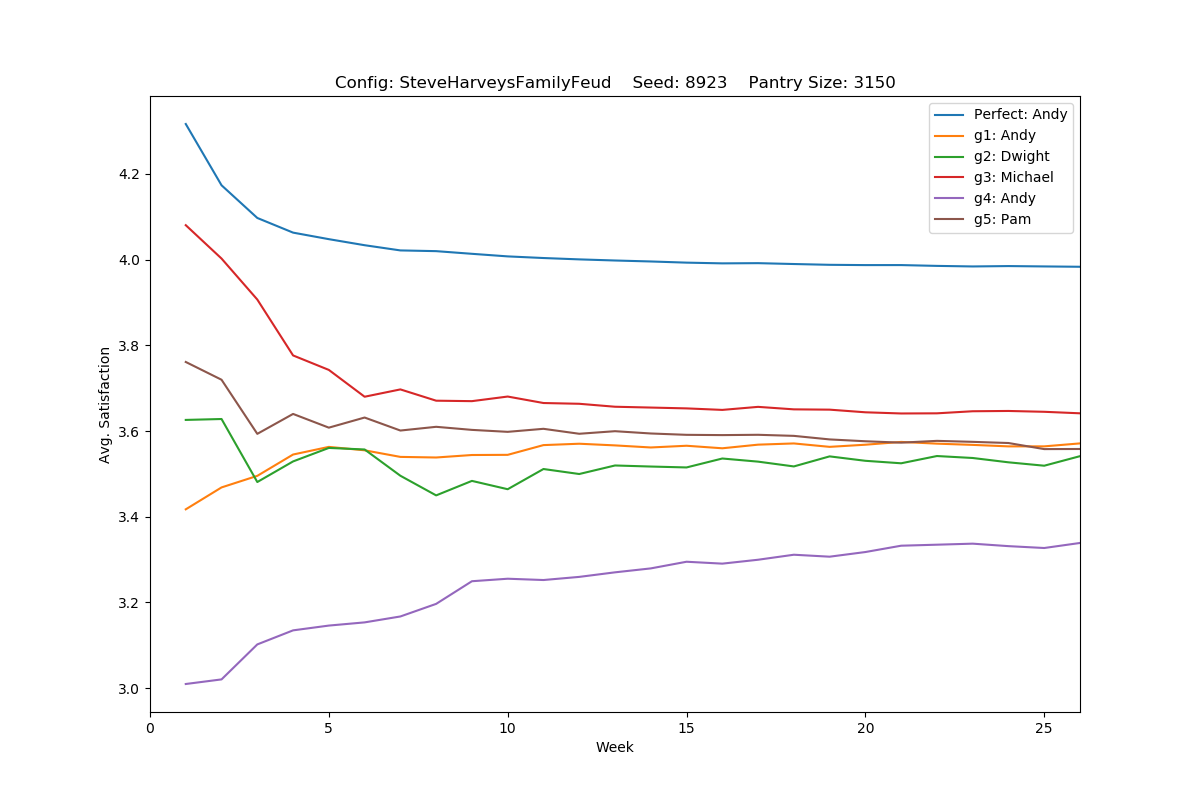 Config: SteveHarveysFamilyFeud    Seed: 8923    Pantry Size: 3150
Perfect: Andy
g1: Andy
g2: Dwight
g3: Michael
g4: Andy
g5: Pam
Avg. Satisfaction
4.2
4.0
3.8
3.6
3.4
3.2
3.0
0 5 10 15 20 25
Week